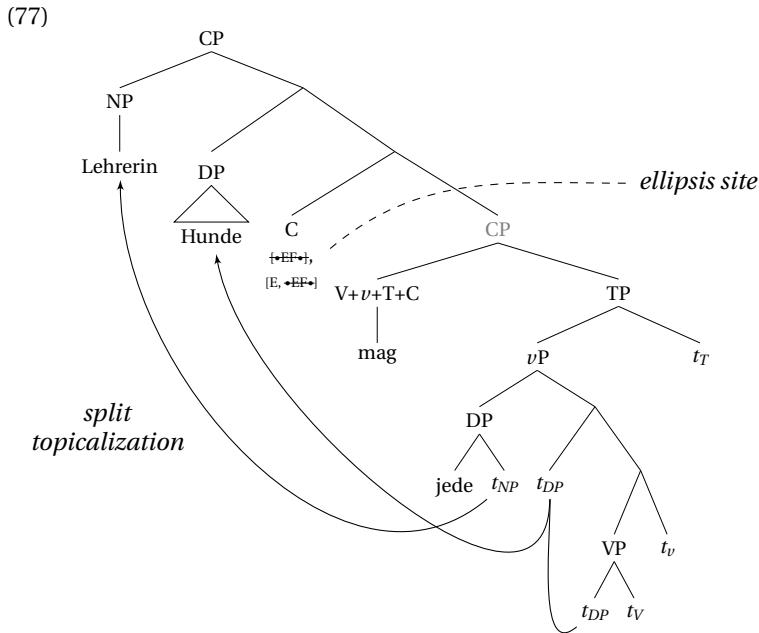 (77)
CP
NP
Lehrerin
DP
Hunde
ellipsis site
C
[•EF•],
[E, •EF•]
CP
V+v+T+C
mag
TP
vP
t_T
split
topicalization
DP
jede t_NP t_DP
VP t_v
t_DP t_V